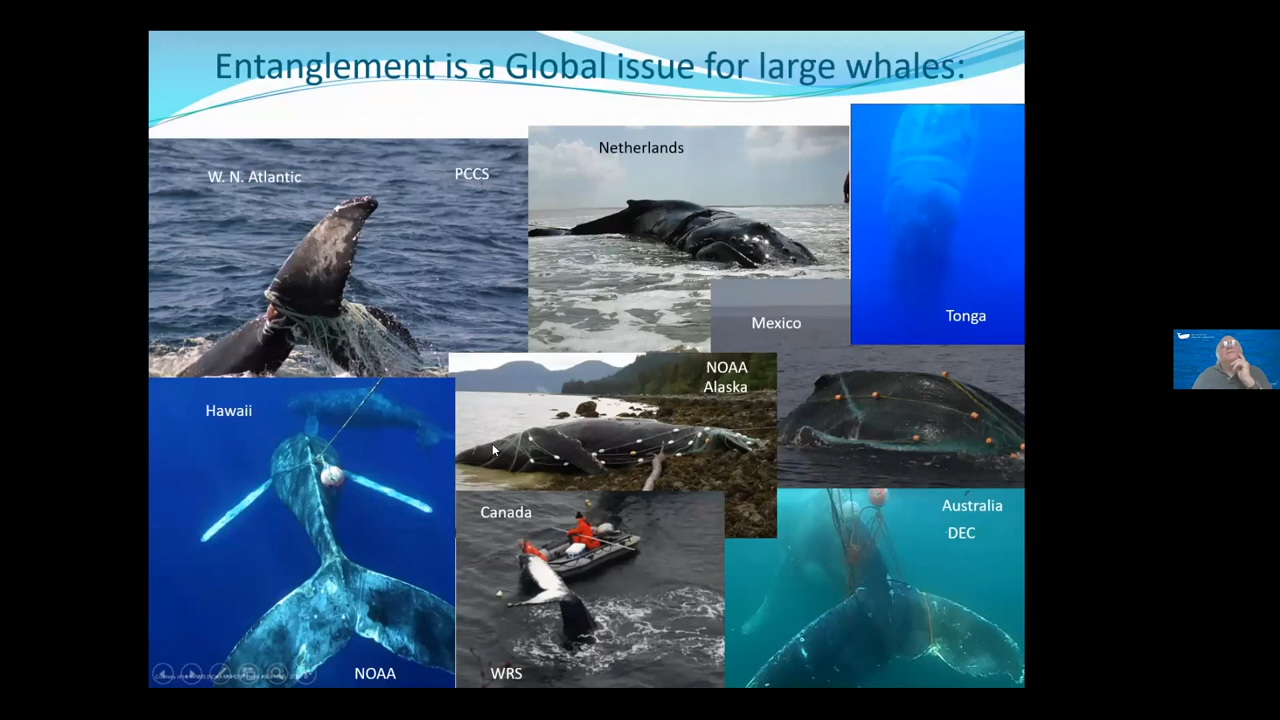 Entanglement is a Global issue for large whales:
W. N. Atlantic
PCCS
Netherlands
Tonga
Mexico
NOAA
Alaska
Hawaii
NOAA
Canada
WRS
Australia
DEC